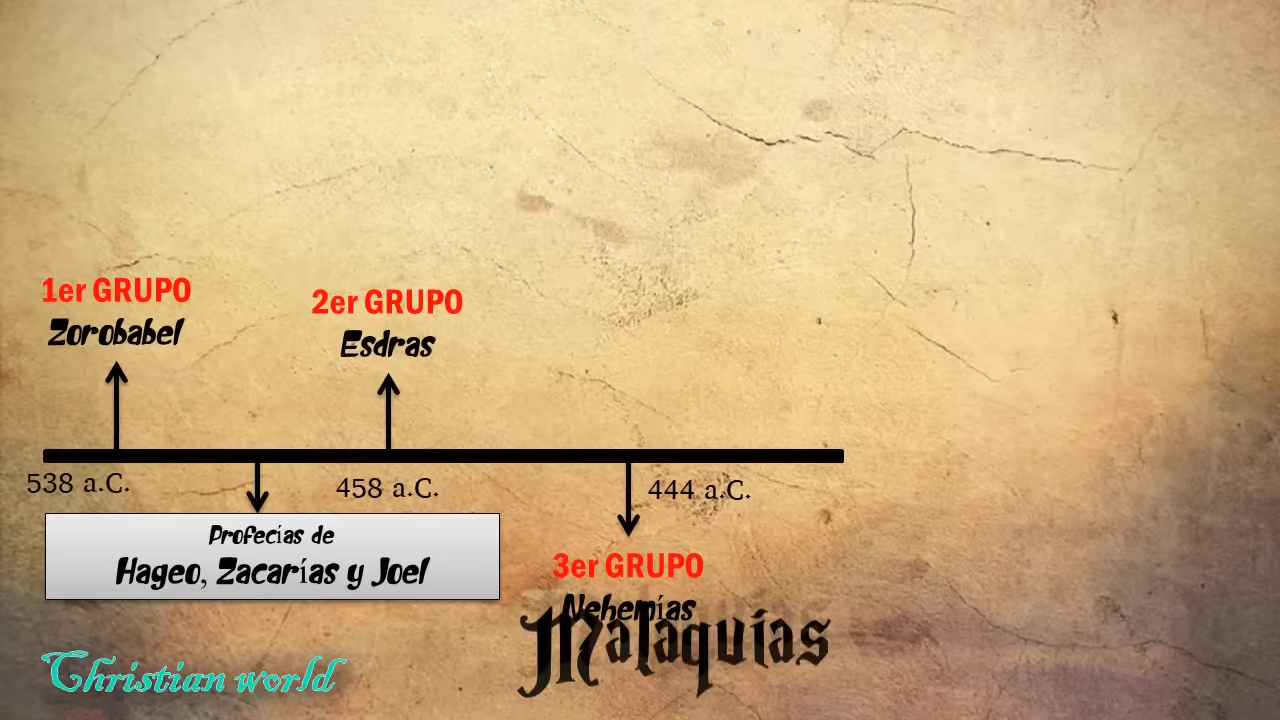 1er GRUPO
Zorobabel
2er GRUPO
Esdras
538 a.C.
458 a.C.
444 a.C.
Profecías de
Hageo, Zacarías y Joel
3er GRUPO
Nehemías
Malaquías
Christian world